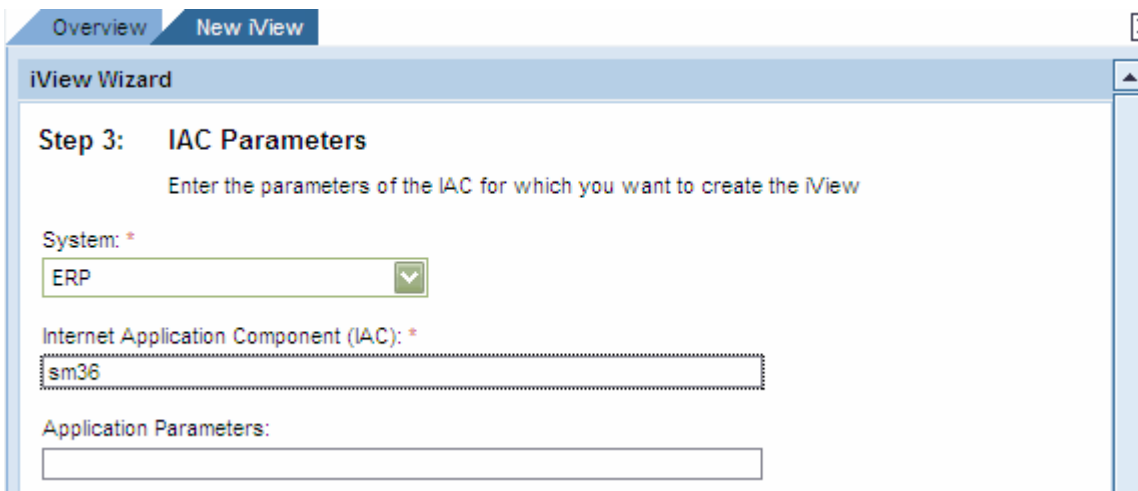 Overview New iView
iView Wizard
Step 3: IAC Parameters
Enter the parameters of the IAC for which you want to create the iView
System: *
ERP
Internet Application Component (IAC): *
sm36
Application Parameters: